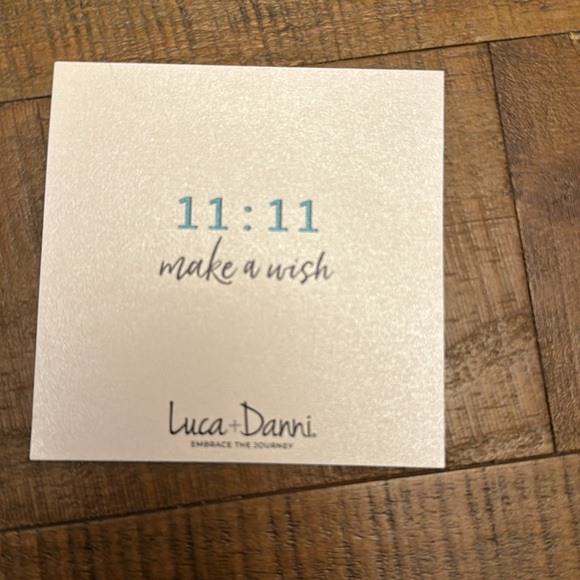 11:11
make a wish
Luca+Danni®
EMBRACE THE JOURNEY